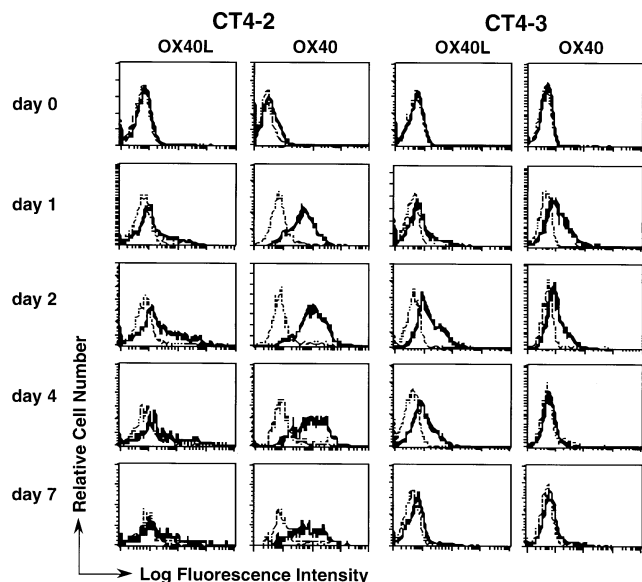 CT4-2 CT4-3
OX40L OX40 OX40L OX40
day 0
day 1
day 2
day 4
day 7
Relative Cell Number
Log Fluorescence Intensity